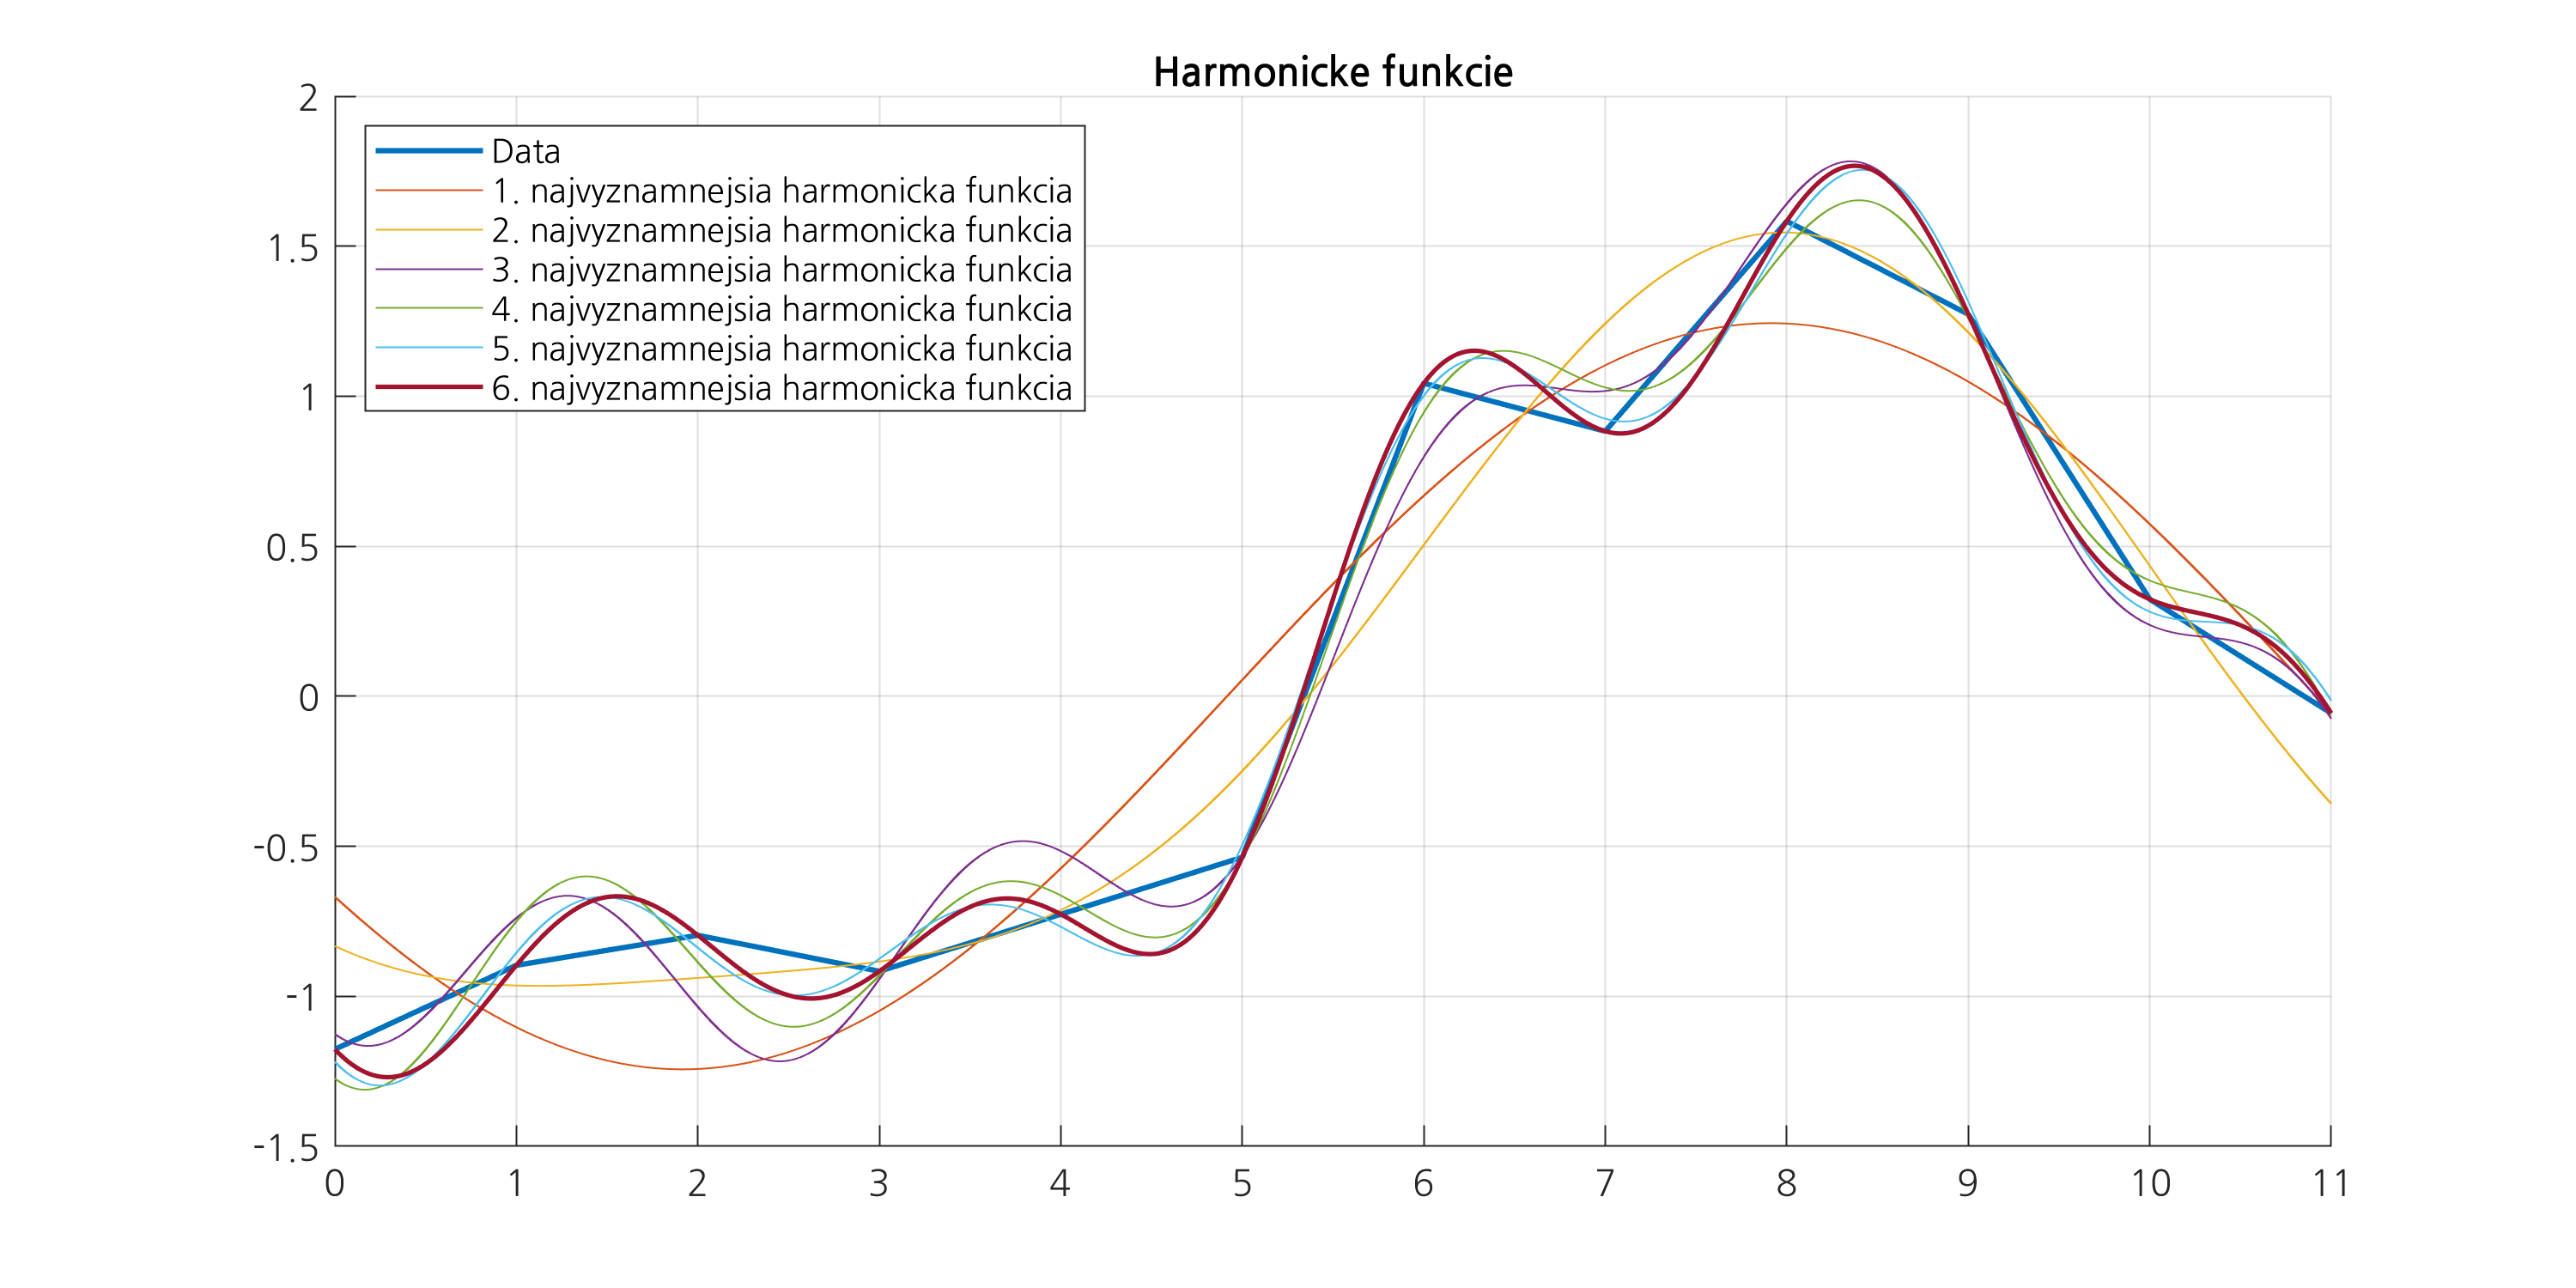 Harmonicke funkcie
2
1.5
1
0.5
0
-0.5
-1
-1.5
Data
1. najvyznamnejsia harmonicka funkcia
2. najvyznamnejsia harmonicka funkcia
3. najvyznamnejsia harmonicka funkcia
4. najvyznamnejsia harmonicka funkcia
5. najvyznamnejsia harmonicka funkcia
6. najvyznamnejsia harmonicka funkcia
0 1 2 3 4 5 6 7 8 9 10 11